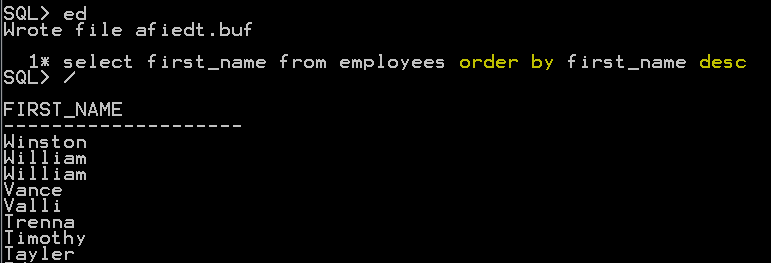 SQL> ed
Wrote file afiedt.buf
1* select first_name from employees order by first_name desc
SQL> /
FIRST_NAME
--------------------
Winston
William
William
Vance
Valli
Trenna
Timothy
Tayler